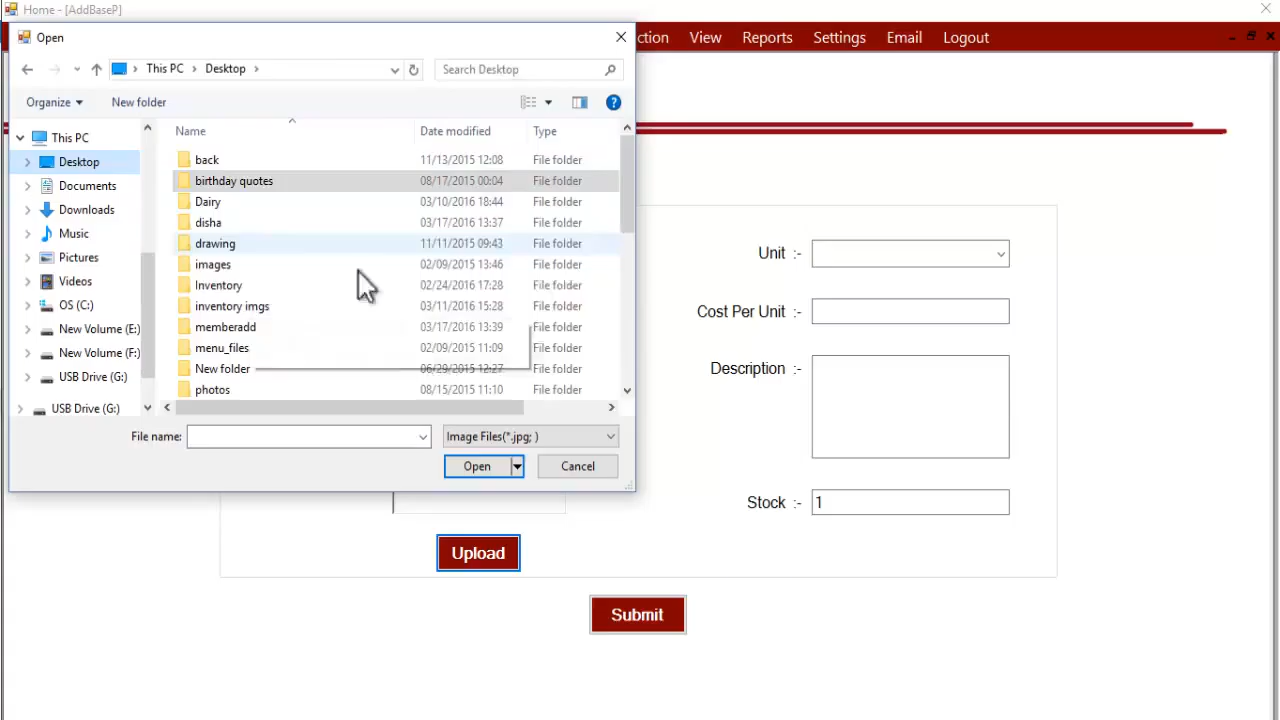 Home - [AddBaseP]
Open
ction View Reports Settings Email Logout
This PC Desktop
Search Desktop
Organize New folder
Name Date modified Type
This PC
Desktop
Documents
Downloads
Music
Pictures
Videos
OS (C:)
New Volume (E:)
New Volume (F:)
USB Drive (G:)
USB Drive (G:)
back 11/13/2015 12:08 File folder
birthday quotes 08/17/2015 00:04 File folder
Dairy 03/10/2016 18:44 File folder
disha 03/17/2016 13:37 File folder
drawing 11/11/2015 09:43 File folder
images 02/09/2015 13:46 File folder
Inventory 02/24/2016 17:28 File folder
inventory imgs 03/11/2016 15:28 File folder
memberadd 03/17/2016 13:39 File folder
menu_files 02/09/2015 11:09 File folder
New folder 06/29/2015 12:27 File folder
photos 08/15/2015 11:10 File folder
File name: Image Files(*.jpg; )
Open Cancel
Unit :-
Cost Per Unit :-
Description :-
Stock :- 1
Upload
Submit